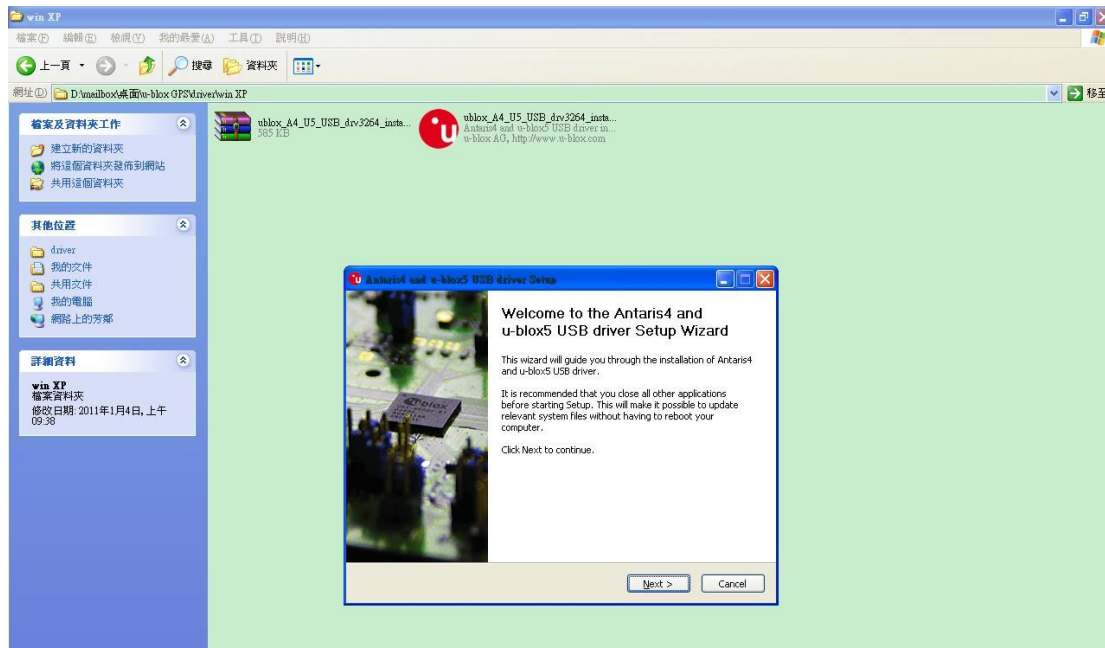 win XP
檔案(F) 編輯(E) 檢視(V) 我的最愛(A) 工具(T) 說明(H)
上一頁 搜尋 資料夾
網址(D) D:\mailbox\桌面\u-blox GPS\driver\win XP 移至
檔案及資料夾工作
建立新的資料夾
將這個資料夾發佈到網站
共用這個資料夾
其他位置
driver
我的文件
共用文件
我的電腦
網路上的芳鄰
詳細資料
win XP
檔案資料夾
修改日期: 2011年1月4日, 上午
09:38
ublox_A4_U5_USB_drv3264_insta...
585 KB
ublox_A4_U5_USB_drv3264_insta...
Antaris4 and u-blox5 USB driver in...
u-blox AG, http://www.u-blox.com
Antaris4 and u-blox5 USB driver Setup
Welcome to the Antaris4 and
u-blox5 USB driver Setup Wizard
This wizard will guide you through the installation of Antaris4
and u-blox5 USB driver.
It is recommended that you close all other applications
before starting Setup. This will make it possible to update
relevant system files without having to reboot your
computer.
Click Next to continue.
Next > Cancel